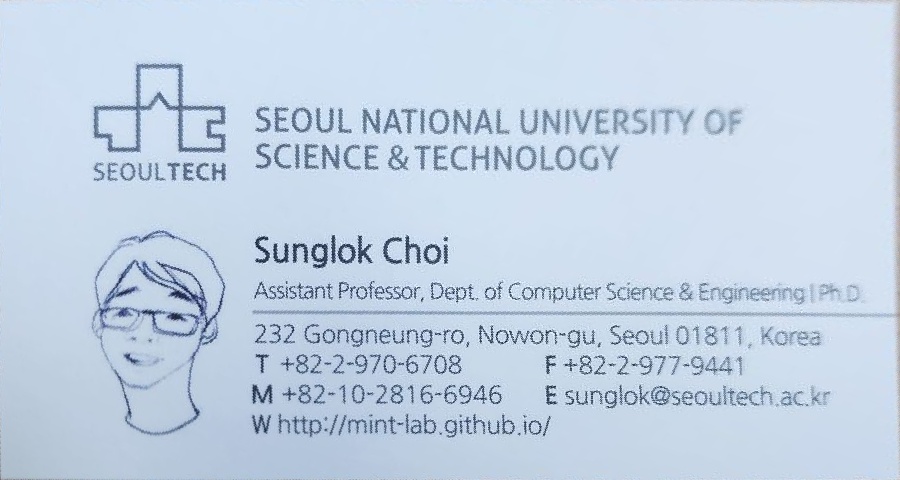 SEOULTECH
SEOUL NATIONAL UNIVERSITY OF
SCIENCE & TECHNOLOGY
Sunglok Choi
Assistant Professor, Dept. of Computer Science & Engineering | Ph.D.
232 Gongneung-ro, Nowon-gu, Seoul 01811, Korea
T +82-2-970-6708 F +82-2-977-9441
M +82-10-2816-6946 E sunglok@seoultech.ac.kr
W http://mint-lab.github.io/